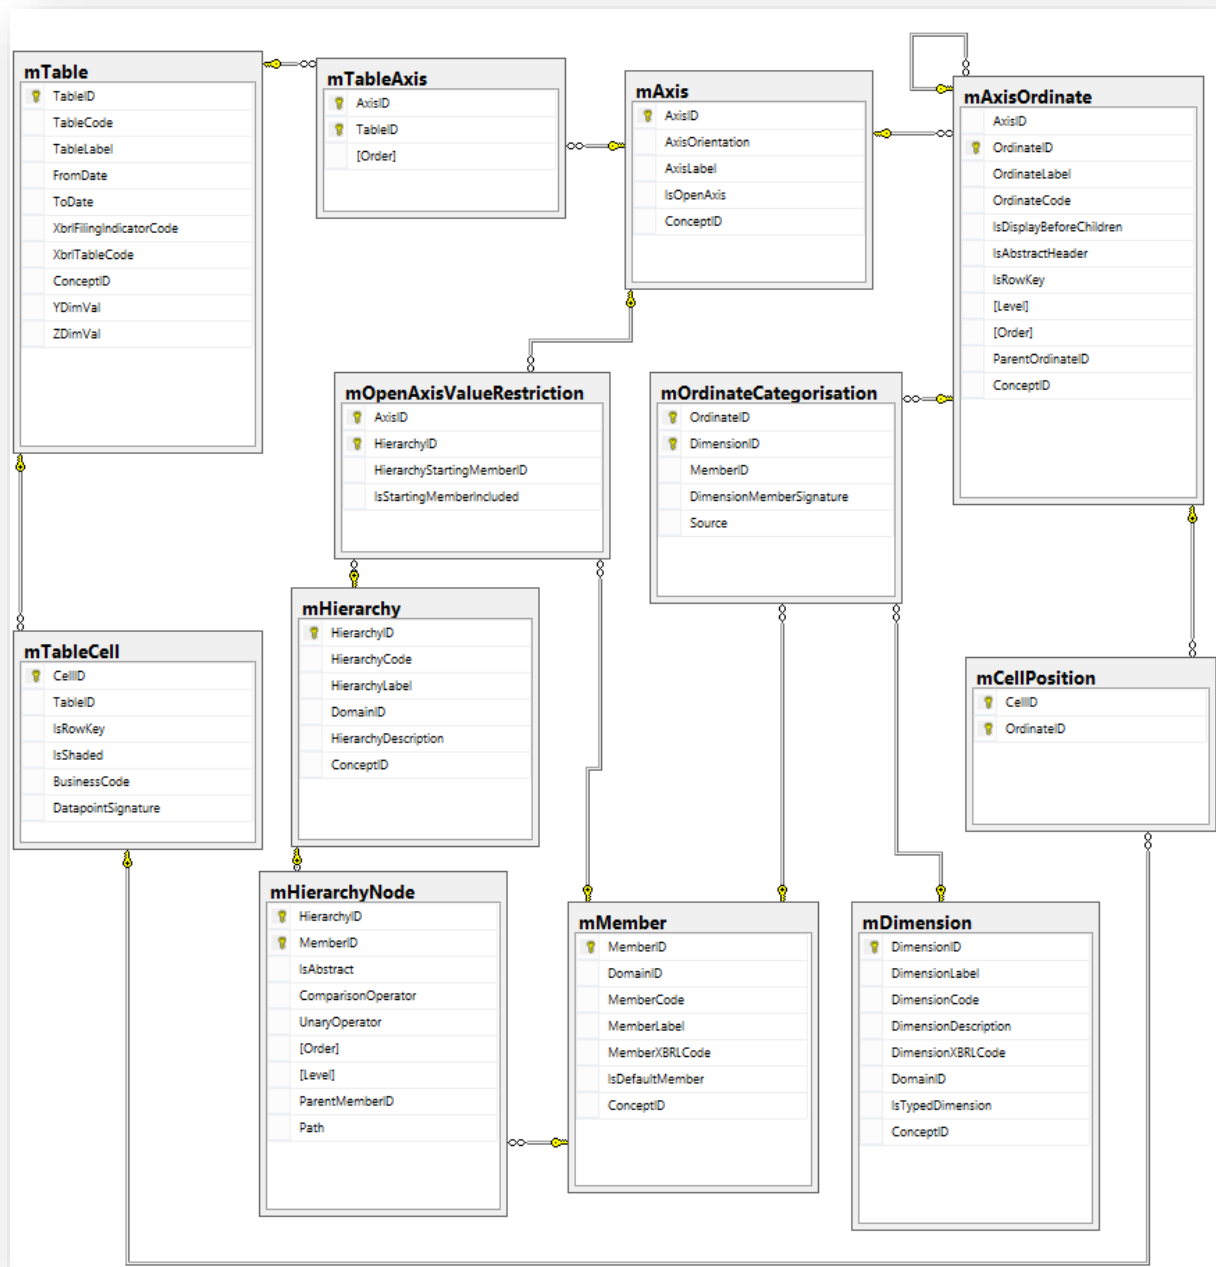 mTable
TableID
TableCode
TableLabel
FromDate
ToDate
XbrlFilingIndicatorCode
XbrlTableCode
ConceptID
YDimVal
ZDimVal
mTableAxis
AxisID
TableID
[Order]
mAxis
AxisID
AxisOrientation
AxisLabel
IsOpenAxis
ConceptID
mAxisOrdinate
AxisID
OrdinateID
OrdinateLabel
OrdinateCode
IsDisplayBeforeChildren
IsAbstractHeader
IsRowKey
[Level]
[Order]
ParentOrdinateID
ConceptID
mOpenAxisValueRestriction
AxisID
HierarchyID
HierarchyStartingMemberID
IsStartingMemberIncluded
mOrdinateCategorisation
OrdinateID
DimensionID
MemberID
DimensionMemberSignature
Source
mHierarchy
HierarchyID
HierarchyCode
HierarchyLabel
DomainID
HierarchyDescription
ConceptID
mTableCell
CellID
TableID
IsRowKey
IsShaded
BusinessCode
DatapointSignature
mCellPosition
CellID
OrdinateID
mHierarchyNode
HierarchyID
MemberID
IsAbstract
ComparisonOperator
UnaryOperator
[Order]
[Level]
ParentMemberID
Path
mMember
MemberID
DomainID
MemberCode
MemberLabel
MemberXBRLCode
IsDefaultMember
ConceptID
mDimension
DimensionID
DimensionLabel
DimensionCode
DimensionDescription
DimensionXBRLCode
DomainID
IsTypedDimension
ConceptID